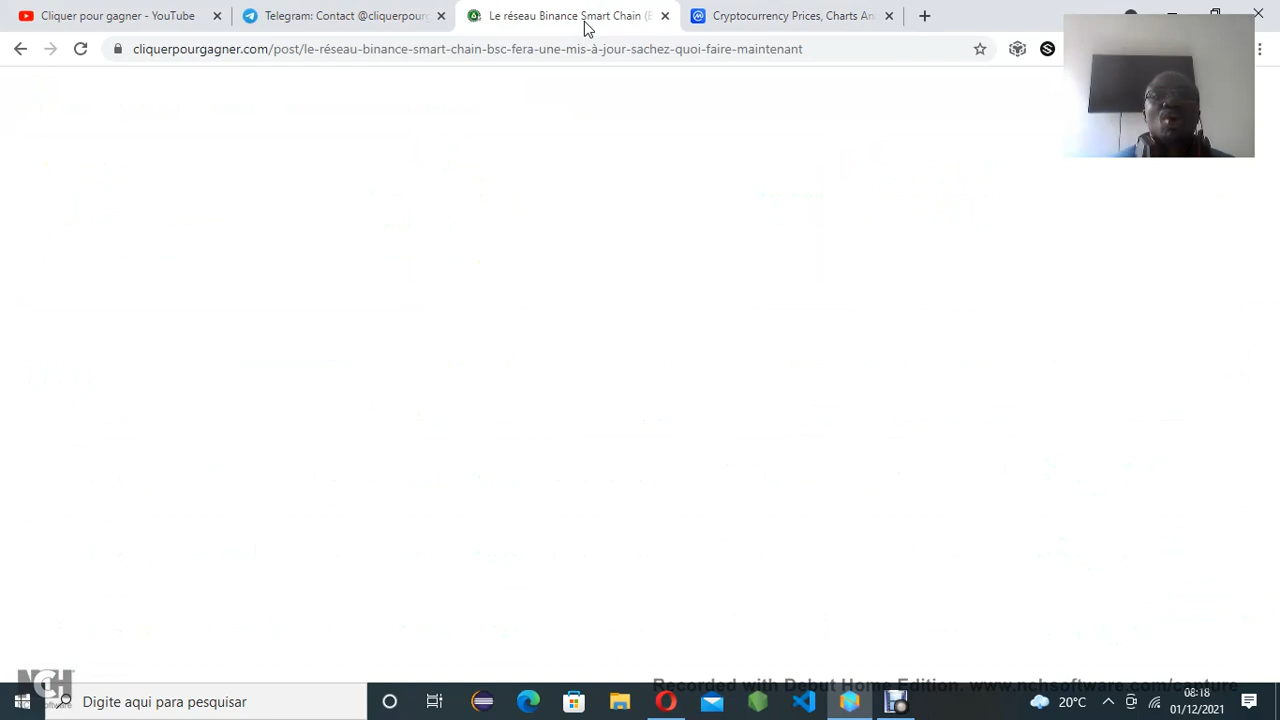 Cliquer pour gagner - YouTube
Telegram: Contact @cliquerpour
Le réseau Binance Smart Chain (
Cryptocurrency Prices, Charts An
cliquerpourgagner.com/post/le-réseau-binance-smart-chain-bsc-fera-une-mis-à-jour-sachez-quoi-faire-maintenant
NCH
Recorded with Debut Home Edition. www.nchsoftware.com/capture
Digite aqui para pesquisar
20°C
08:18
01/12/2021